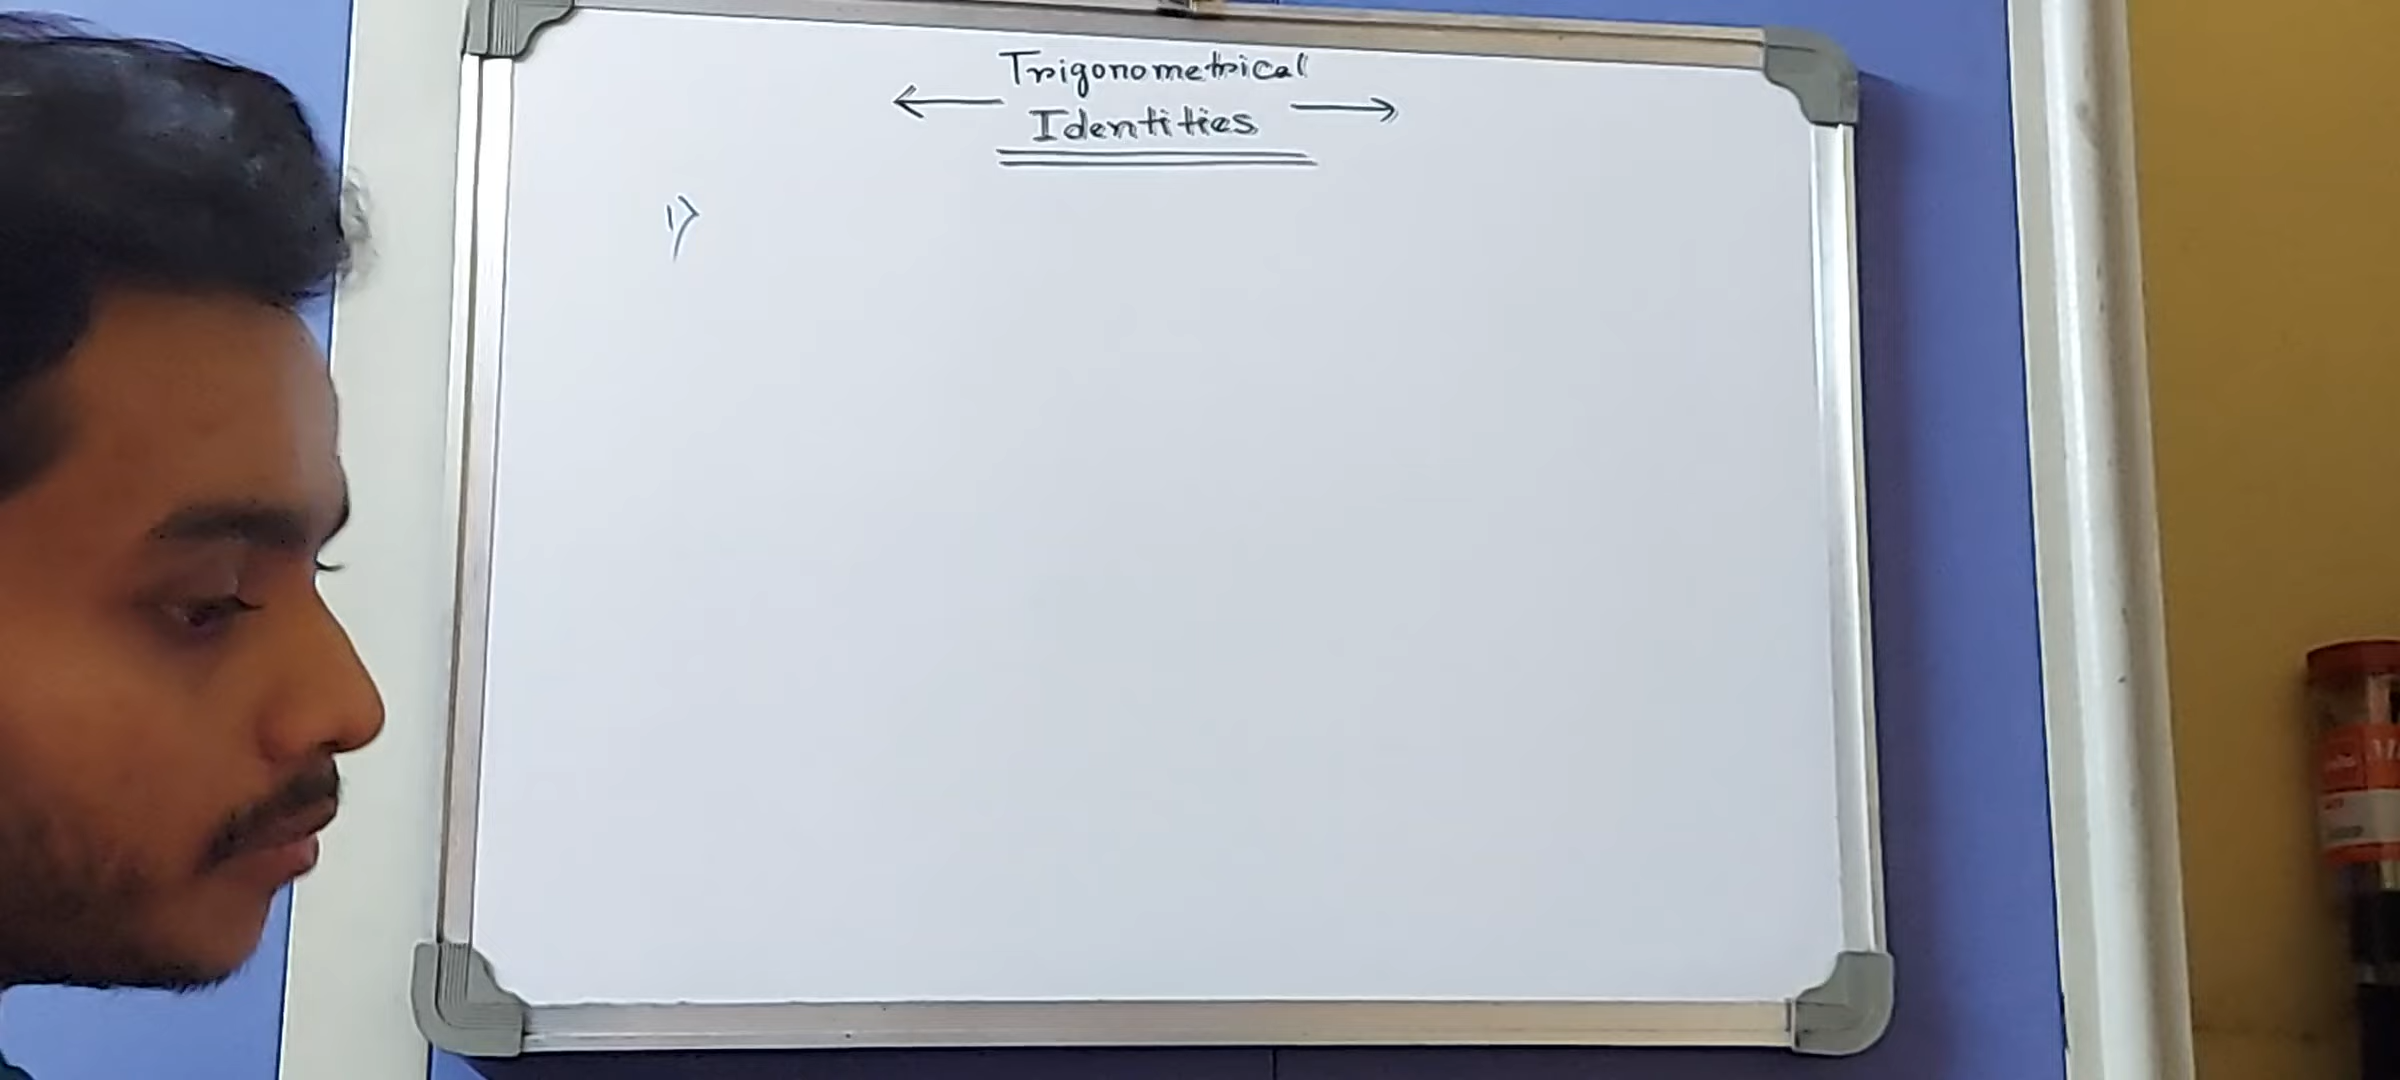 Trigonometrical
← Identities →
1)